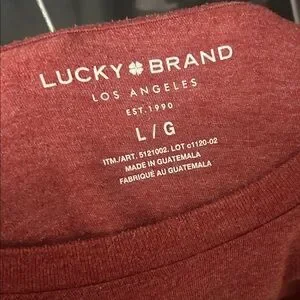 LUCKY BRAND
LOS ANGELES
EST. 1990
L / G
ITM./ART. 5121002. LOT c1120-02
MADE IN GUATEMALA
FABRIQUÉ AU GUATEMALA